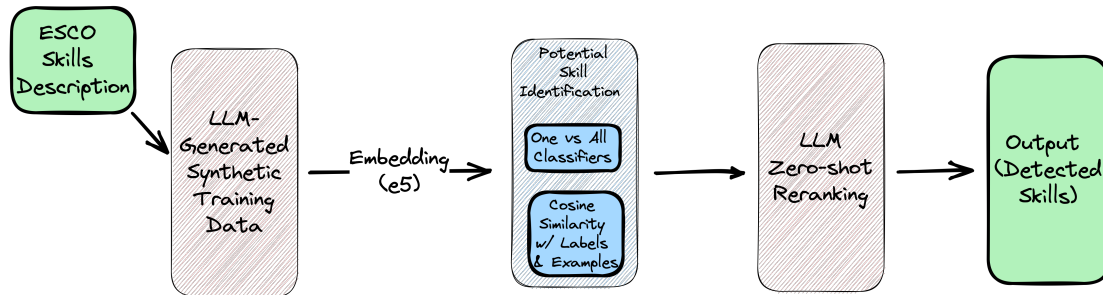 ESCO
Skills
Description
LLM-
Generated
Synthetic
Training
Data
Embedding
(e5)
Potential
Skill
Identification
One vs All
Classifiers
Cosine
Similarity
w/ Labels
& Examples
LLM
Zero-shot
Reranking
Output
(Detected
Skills)